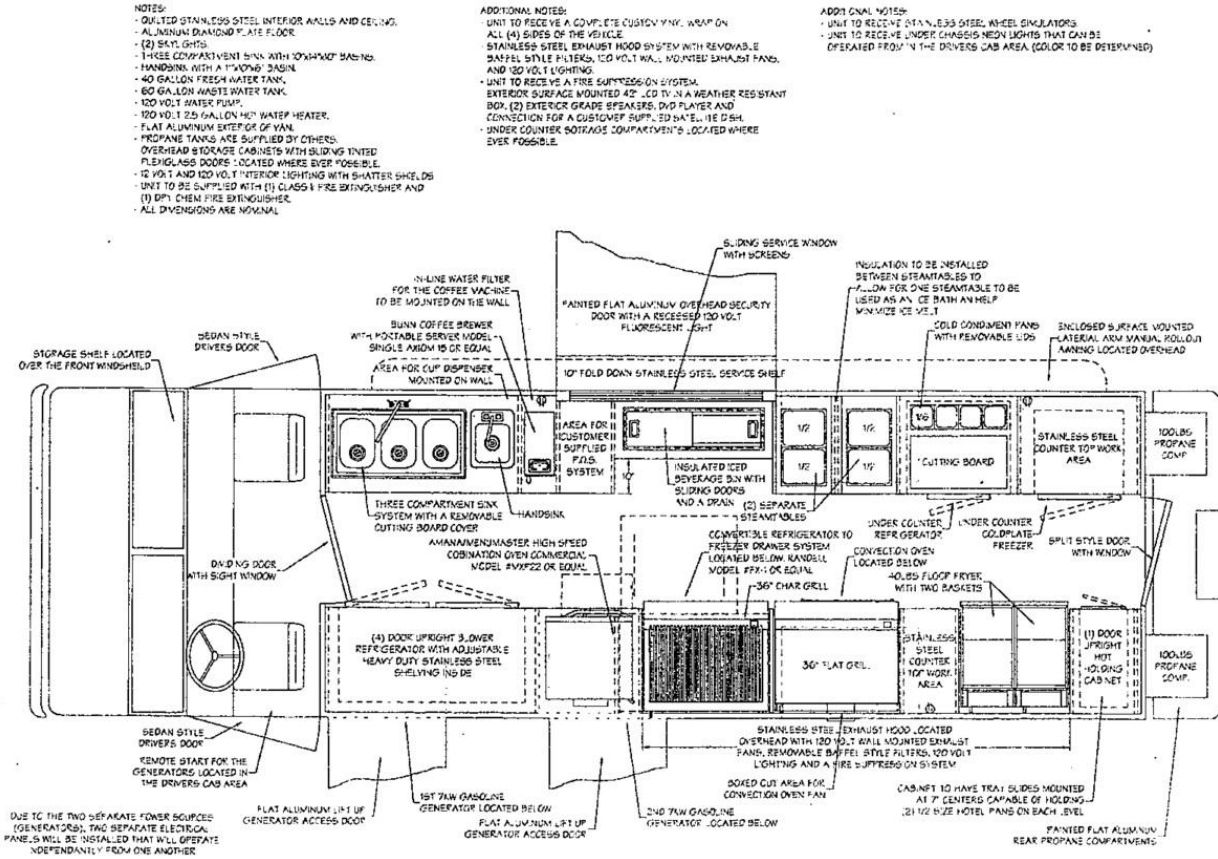 NOTES:
- QUILTED STAINLESS STEEL INTERIOR WALLS AND CEILING.
- ALUMINUM DIAMOND PLATE FLOOR
- (2) SKYLIGHTS.
- THREE COMPARTMENT SINK WITH 10"x14"x10" BASINS.
- HANDSINK WITH A BASIN.
- 40 GALLON FRESH WATER TANK.
- 60 GALLON WASTE WATER TANK.
- 120 VOLT WATER PUMP.
- 120 VOLT 2.5 GALLON HOT WATER HEATER.
- FLAT ALUMINUM EXTERIOR OF VAN.
- PROPANE TANKS ARE SUPPLIED BY OTHERS.
OVERHEAD STORAGE CABINETS WITH SLIDING TINTED
PLEXIGLASS DOORS LOCATED WHERE EVER POSSIBLE.
- 12 VOLT AND 120 VOLT INTERIOR LIGHTING WITH SHATTER SHIELDS
- UNIT TO BE SUPPLIED WITH (1) CLASS K FIRE EXTINGUISHER AND
(1) DRY CHEM FIRE EXTINGUISHER.
- ALL DIMENSIONS ARE NOMINAL
ADDITIONAL NOTES:
- UNIT TO RECEIVE A COMPLETE CUSTOM VINYL WRAP ON
ALL (4) SIDES OF THE VEHICLE.
- STAINLESS STEEL EXHAUST HOOD SYSTEM WITH REMOVABLE
BAFFEL STYLE FILTERS, 120 VOLT WALL MOUNTED EXHAUST FANS,
AND 120 VOLT LIGHTING.
- UNIT TO RECEIVE A FIRE SUPPRESSION SYSTEM.
EXTERIOR SURFACE MOUNTED 42" LCD TV IN A WEATHER RESISTANT
BOX, (2) EXTERIOR GRADE SPEAKERS, DVD PLAYER AND
CONNECTION FOR A CUSTOMER SUPPLIED SATELLITE DISH.
- UNDER COUNTER SOTRAGE COMPARTMENTS LOCATED WHERE
EVER POSSIBLE.
ADDITIONAL NOTES:
- UNIT TO RECEIVE STAINLESS STEEL WHEEL SIMULATORS.
- UNIT TO RECEIVE UNDER CHASSIS NEON LIGHTS THAT CAN BE
OPERATED FROM IN THE DRIVERS CAB AREA (COLOR TO BE DETERMINED)
SLIDING SERVICE WINDOW
WITH SCREENS
IN-LINE WATER FILTER
FOR THE COFFEE MACHINE
TO BE MOUNTED ON THE WALL
PAINTED FLAT ALUMINUM OVERHEAD SECURITY
DOOR WITH A RECESSED 120 VOLT
FLUORESCENT LIGHT
INSULATION TO BE INSTALLED
BETWEEN STEAMTABLES TO
ALLOW FOR ONE STEAMTABLE TO BE
USED AS AN ICE BATH AN HELP
MINIMIZE ICE MELT
BUNN COFFEE BREWER
WITH PORTABLE SERVER MODEL
SINGLE AXIOM 15 OR EQUAL
SEDAN STYLE
DRIVERS DOOR
COLD CONDIMENT PANS
WITH REMOVABLE LIDS
ENCLOSED SURFACE MOUNTED
LATERIAL ARM MANUAL ROLLOUT
AWNING LOCATED OVERHEAD
STORAGE SHELF LOCATED
OVER THE FRONT WINDSHIELD
AREA FOR CUP DISPENSER
MOUNTED ON WALL
10" FOLD DOWN STAINLESS STEEL SERVICE SHELF
AREA FOR
CUSTOMER
SUPPLIED
P.O.S.
SYSTEM
1/2
1/2
1/2
1/2
1/6
CUTTING BOARD
STAINLESS STEEL
COUNTER TOP WORK
AREA
100LBS
PROPANE
COMP.
INSULATED ICED
BEVERAGE BIN WITH
SLIDING DOORS
AND A DRAIN
THREE COMPARTMENT SINK
SYSTEM WITH A REMOVABLE
CUTTING BOARD COVER
HANDSINK
(2) SEPARATE
STEAMTABLES
UNDER COUNTER
REFRIGERATOR
UNDER COUNTER
COLDPLATE
FREEZER
SPLIT STYLE DOOR
WITH WINDOW
AMANA/MENUMASTER HIGH SPEED
COBINATION OVEN COMMERCIAL
MODEL #MXP22 OR EQUAL
CONVERTIBLE REFRIGERATOR TO
FREEZER DRAWER SYSTEM
LOCATED BELOW. RANDELL
MODEL #FX-1 OR EQUAL
CONVECTION OVEN
LOCATED BELOW
DIVIDING DOOR
WITH SIGHT WINDOW
36" CHAR GRILL
40LBS FLOOR FRYER
WITH TWO BASKETS
(4) DOOR UPRIGHT BLOWER
REFRIGERATOR WITH ADJUSTABLE
HEAVY DUTY STAINLESS STEEL
SHELVING INSIDE
36" FLAT GRILL
STAINLESS
STEEL
COUNTER
TOP WORK
AREA
(1) DOOR
UPRIGHT
HOT
HOLDING
CABINET
100LBS
PROPANE
COMP.
SEDAN STYLE
DRIVERS DOOR
REMOTE START FOR THE
GENERATORS LOCATED IN
THE DRIVERS CAB AREA
STAINLESS STEEL EXHAUST HOOD LOCATED
OVERHEAD WITH 120 VOLT WALL MOUNTED EXHAUST
FANS, REMOVABLE BAFFEL STYLE FILTERS, 120 VOLT
LIGHTING AND A FIRE SUPPRESSION SYSTEM
FLAT ALUMINUM LIFT UP
GENERATOR ACCESS DOOR
1ST 7KW GASOLINE
GENERATOR LOCATED BELOW
FLAT ALUMINUM LIFT UP
GENERATOR ACCESS DOOR
2ND 7KW GASOLINE
GENERATOR LOCATED BELOW
BOXED OUT AREA FOR
CONVECTION OVEN FAN
CABINET TO HAVE TRAY SLIDES MOUNTED
AT 7" CENTERS CAPABLE OF HOLDING
(2) 1/2 SIZE HOTEL PANS ON EACH LEVEL
PAINTED FLAT ALUMINUM
REAR PROPANE COMPARTMENTS
DUE TO THE TWO SEPARATE POWER SOURCES
(GENERATORS), TWO SEPARATE ELECTRICAL
PANELS WILL BE INSTALLED THAT WILL OPERATE
INDEPENDANTLY FROM ONE ANOTHER